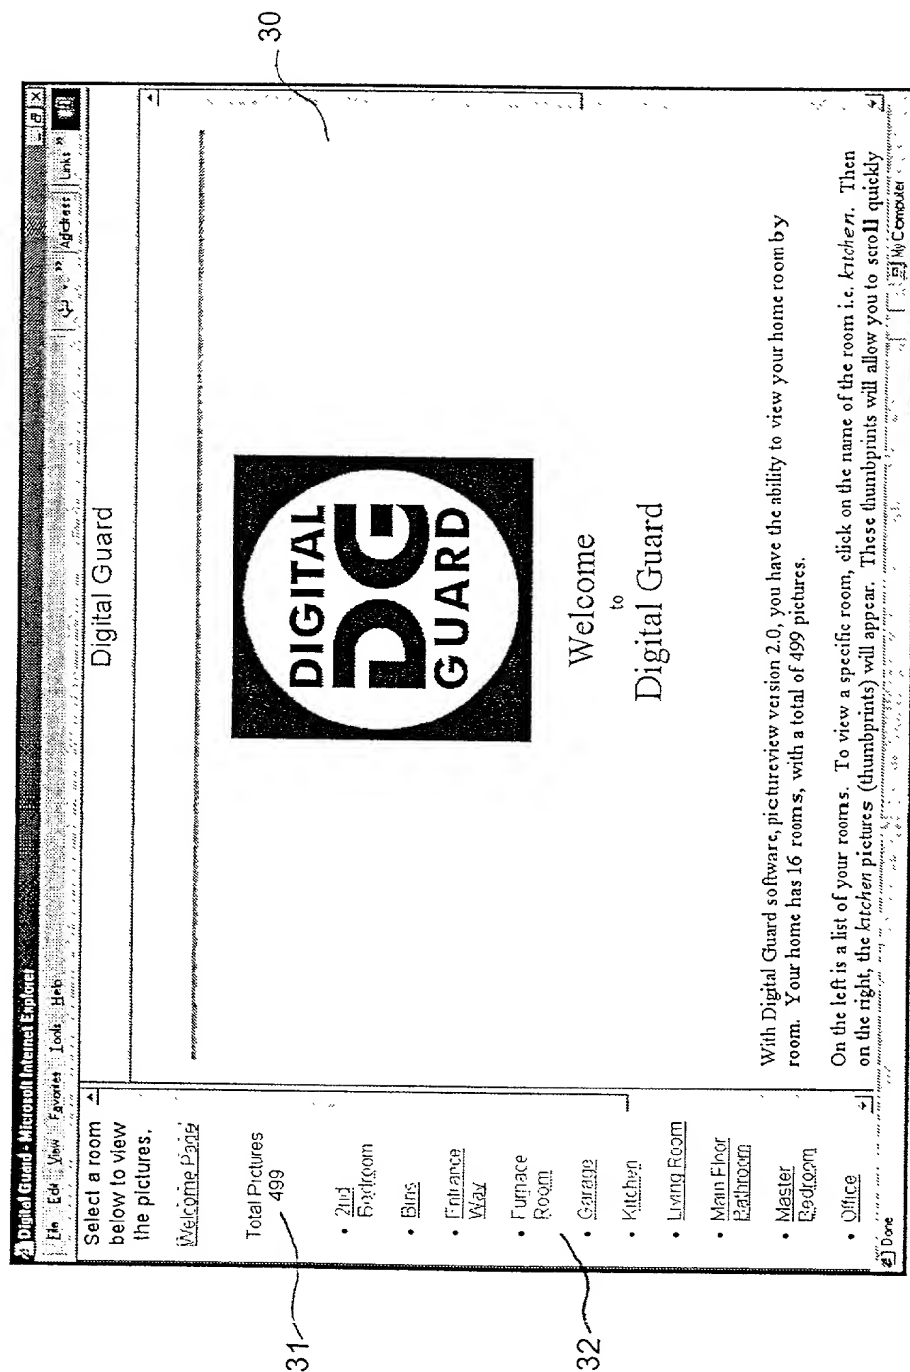 Digital Guard - Microsoft Internet Explorer
Edit View Favorites Tools Help
Address Links »
Digital Guard
Select a room
below to view
the pictures.
Welcome Page
Total Pictures
499
• 2nd
Bedroom
• Bins
• Entrance
Way
• Furnace
Room
• Garage
• Kitchen
• Living Room
• Main Floor
Bathroom
• Master
Bedroom
• Office
DIGITAL
DG
GUARD
Welcome
to
Digital Guard
With Digital Guard software, pictureview version 2.0, you have the ability to view your home room by
room. Your home has 16 rooms, with a total of 499 pictures.
On the left is a list of your rooms. To view a specific room, click on the name of the room i.e. kitchen. Then
on the right, the kitchen pictures (thumbprints) will appear. These thumbprints will allow you to scroll quickly
Done
My Computer
30
31
32